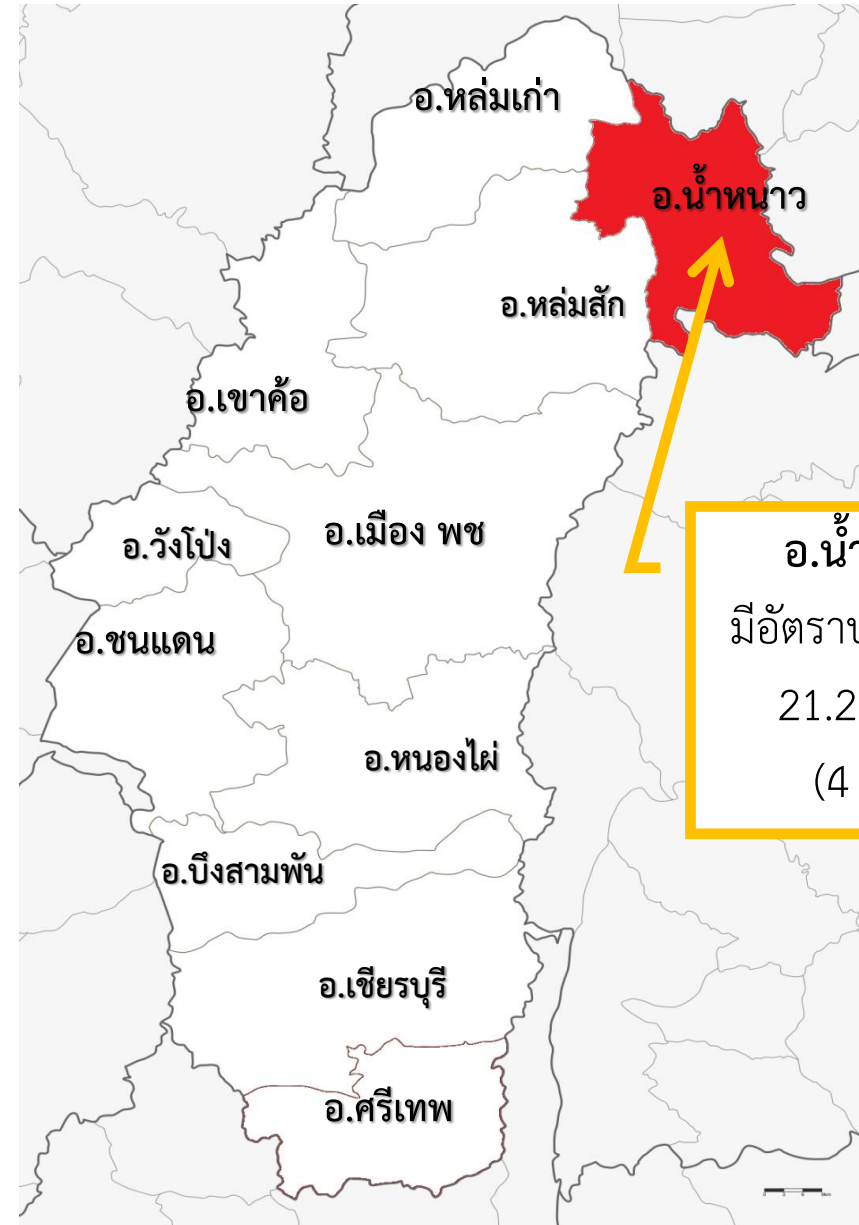 อ.หล่มเก่า
อ.น้ำหนาว
อ.หล่มสัก
อ.เขาค้อ
อ.วังโป่ง
อ.เมือง พช
อ.ชนแดน
อ.หนองไผ่
อ.บึงสามพัน
อ.เชียรบุรี
อ.ศรีเทพ
อ.น้ำ
มีอัตรา
21.2
(4